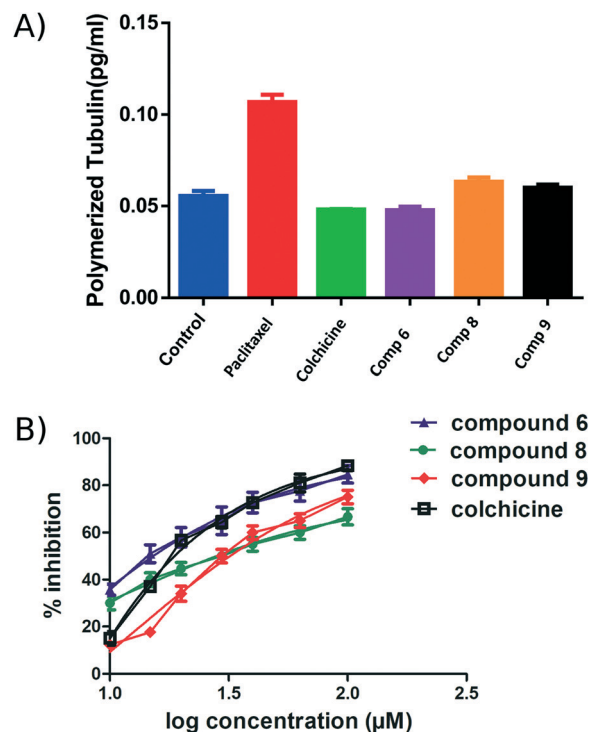 A)
Polymerized Tubulin(pg/ml)
0.15
0.10
0.05
0.00
Control
Paclitaxel
Colchicine
Comp 6
Comp 8
Comp 9
B)
compound 6
compound 8
compound 9
colchicine
% inhibition
100
80
60
40
20
0
1.0 1.5 2.0 2.5
log concentration (μM)